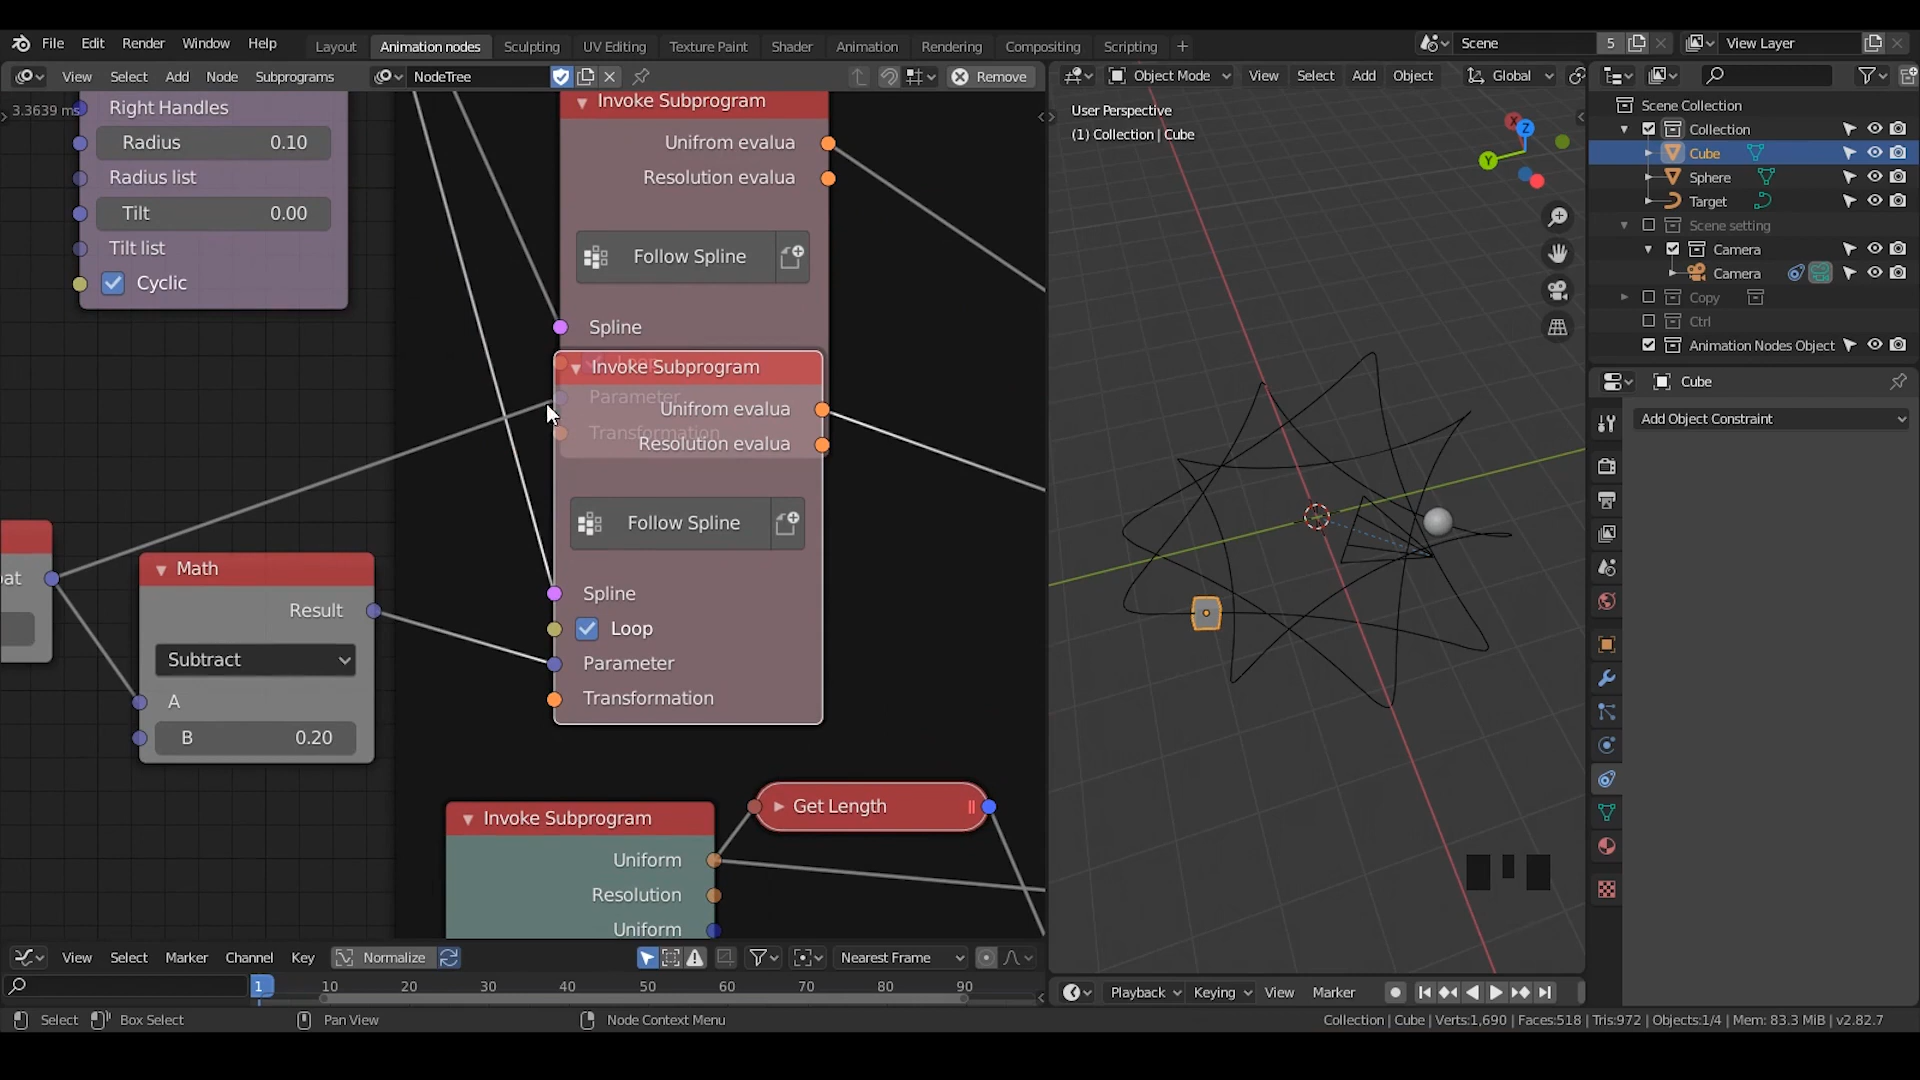 File Edit Render Window Help Layout Animation nodes Sculpting UV Editing Texture Paint Shader Animation Rendering Compositing Scripting + Scene 5 View Layer
View Select Add Node Subprograms NodeTree Remove Object Mode View Select Add Object Global
3.3639 ms
Right Handles
Radius 0.10
Radius list
Tilt 0.00
Tilt list
Cyclic
Invoke Subprogram
Unifrom evalua
Resolution evalua
Follow Spline
Spline
Loop
Parameter
Transformation
Invoke Subprogram
Unifrom evalua
Resolution evalua
Follow Spline
Spline
Loop
Parameter
Transformation
oat
Math
Result
Subtract
A
B 0.20
Get Length
Invoke Subprogram
Uniform
Resolution
Uniform
User Perspective
(1) Collection | Cube
X
Z
Y
Scene Collection
Collection
Cube
Sphere
Target
Scene setting
Camera
Camera
Copy
Ctrl
Animation Nodes Object
Cube
Add Object Constraint
View Select Marker Channel Key Normalize Nearest Frame
1 10 20 30 40 50 60 70 80 90
Playback Keying View Marker
Select Box Select Pan View Node Context Menu
Collection | Cube | Verts:1,690 | Faces:518 | Tris:972 | Objects:1/4 | Mem: 83.3 MiB | v2.82.7